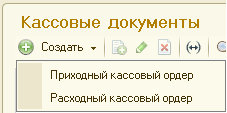 Кассовые документы
Создать
Приходный кассовый ордер
Расходный кассовый ордер